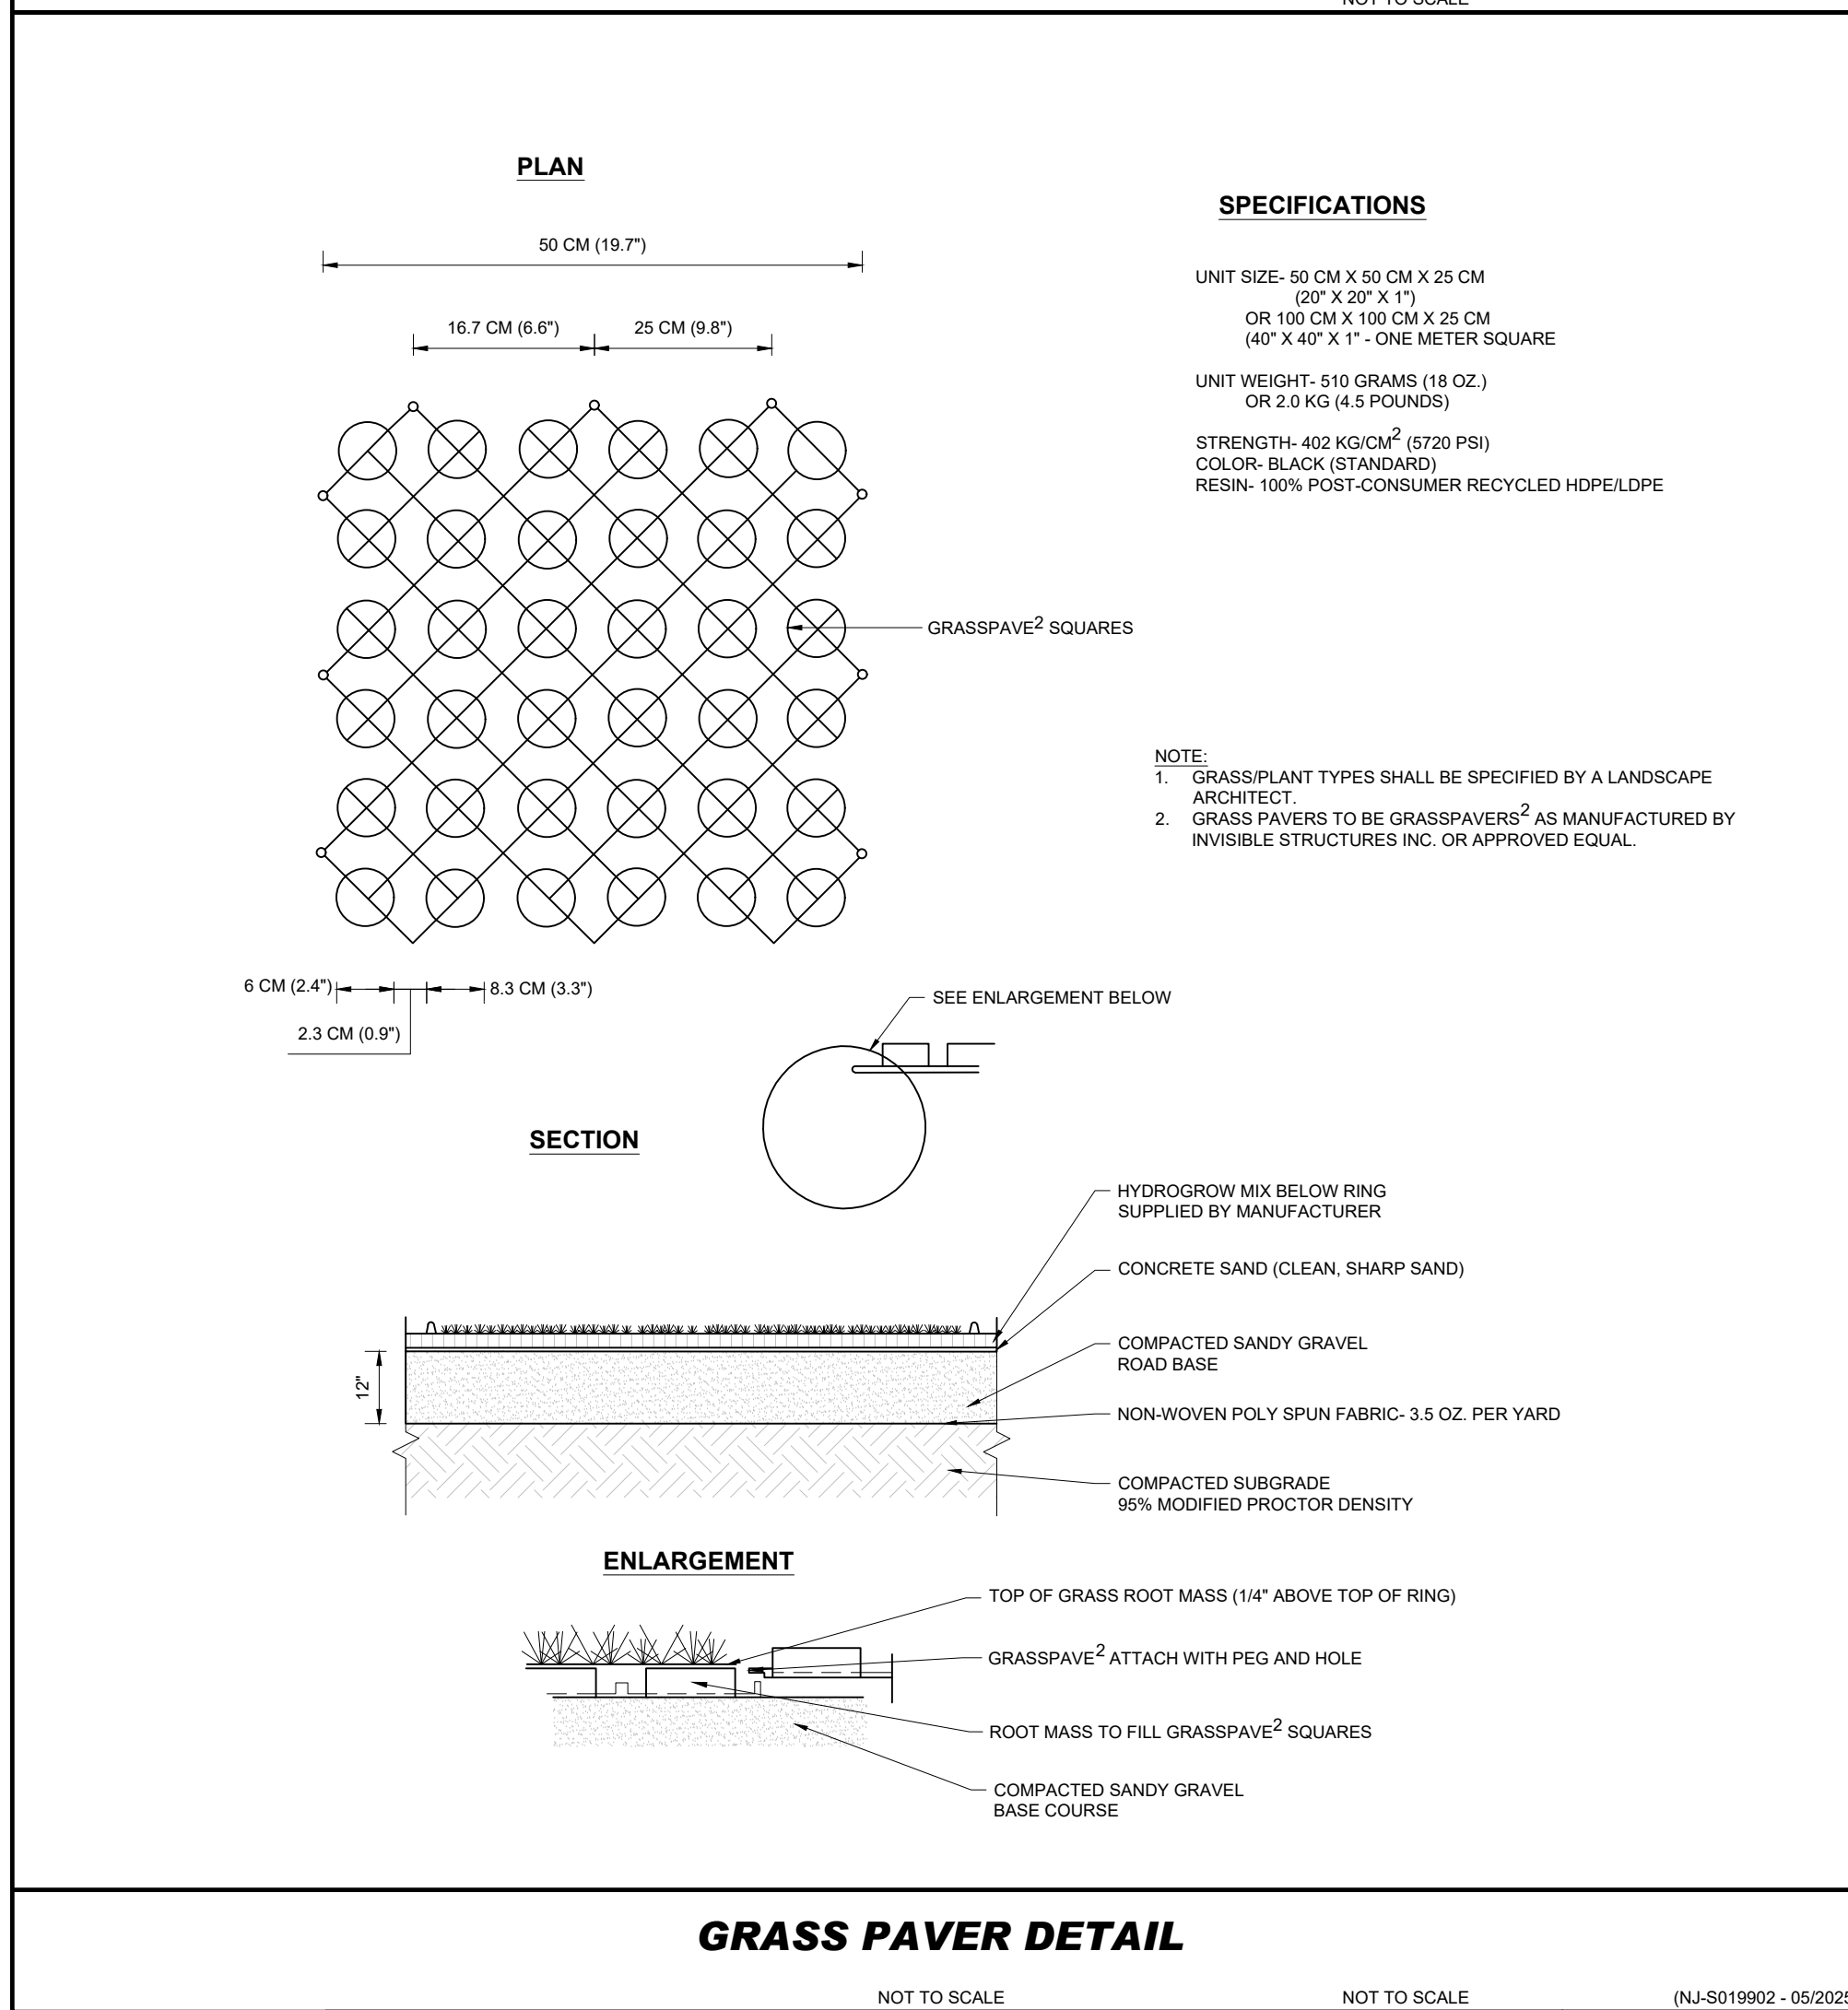 NOT TO SCALE
PLAN
SPECIFICATIONS
50 CM (19.7")
16.7 CM (6.6")
25 CM (9.8")
UNIT SIZE- 50 CM X 50 CM X 25 CM
(20" X 20" X 1")
OR 100 CM X 100 CM X 25 CM
(40" X 40" X 1" - ONE METER SQUARE
UNIT WEIGHT- 510 GRAMS (18 OZ.)
OR 2.0 KG (4.5 POUNDS)
STRENGTH- 402 KG/CM² (5720 PSI)
COLOR- BLACK (STANDARD)
RESIN- 100% POST-CONSUMER RECYCLED HDPE/LDPE
GRASSPAVE² SQUARES
NOTE:
1. GRASS/PLANT TYPES SHALL BE SPECIFIED BY A LANDSCAPE
ARCHITECT.
2. GRASS PAVERS TO BE GRASSPAVERS² AS MANUFACTURED BY
INVISIBLE STRUCTURES INC. OR APPROVED EQUAL.
6 CM (2.4")
8.3 CM (3.3")
2.3 CM (0.9")
SEE ENLARGEMENT BELOW
SECTION
HYDROGROW MIX BELOW RING
SUPPLIED BY MANUFACTURER
CONCRETE SAND (CLEAN, SHARP SAND)
COMPACTED SANDY GRAVEL
ROAD BASE
12"
NON-WOVEN POLY SPUN FABRIC- 3.5 OZ. PER YARD
COMPACTED SUBGRADE
95% MODIFIED PROCTOR DENSITY
ENLARGEMENT
TOP OF GRASS ROOT MASS (1/4" ABOVE TOP OF RING)
GRASSPAVE² ATTACH WITH PEG AND HOLE
ROOT MASS TO FILL GRASSPAVE² SQUARES
COMPACTED SANDY GRAVEL
BASE COURSE
GRASS PAVER DETAIL
NOT TO SCALE
NOT TO SCALE
(NJ-S019902 - 05/2025